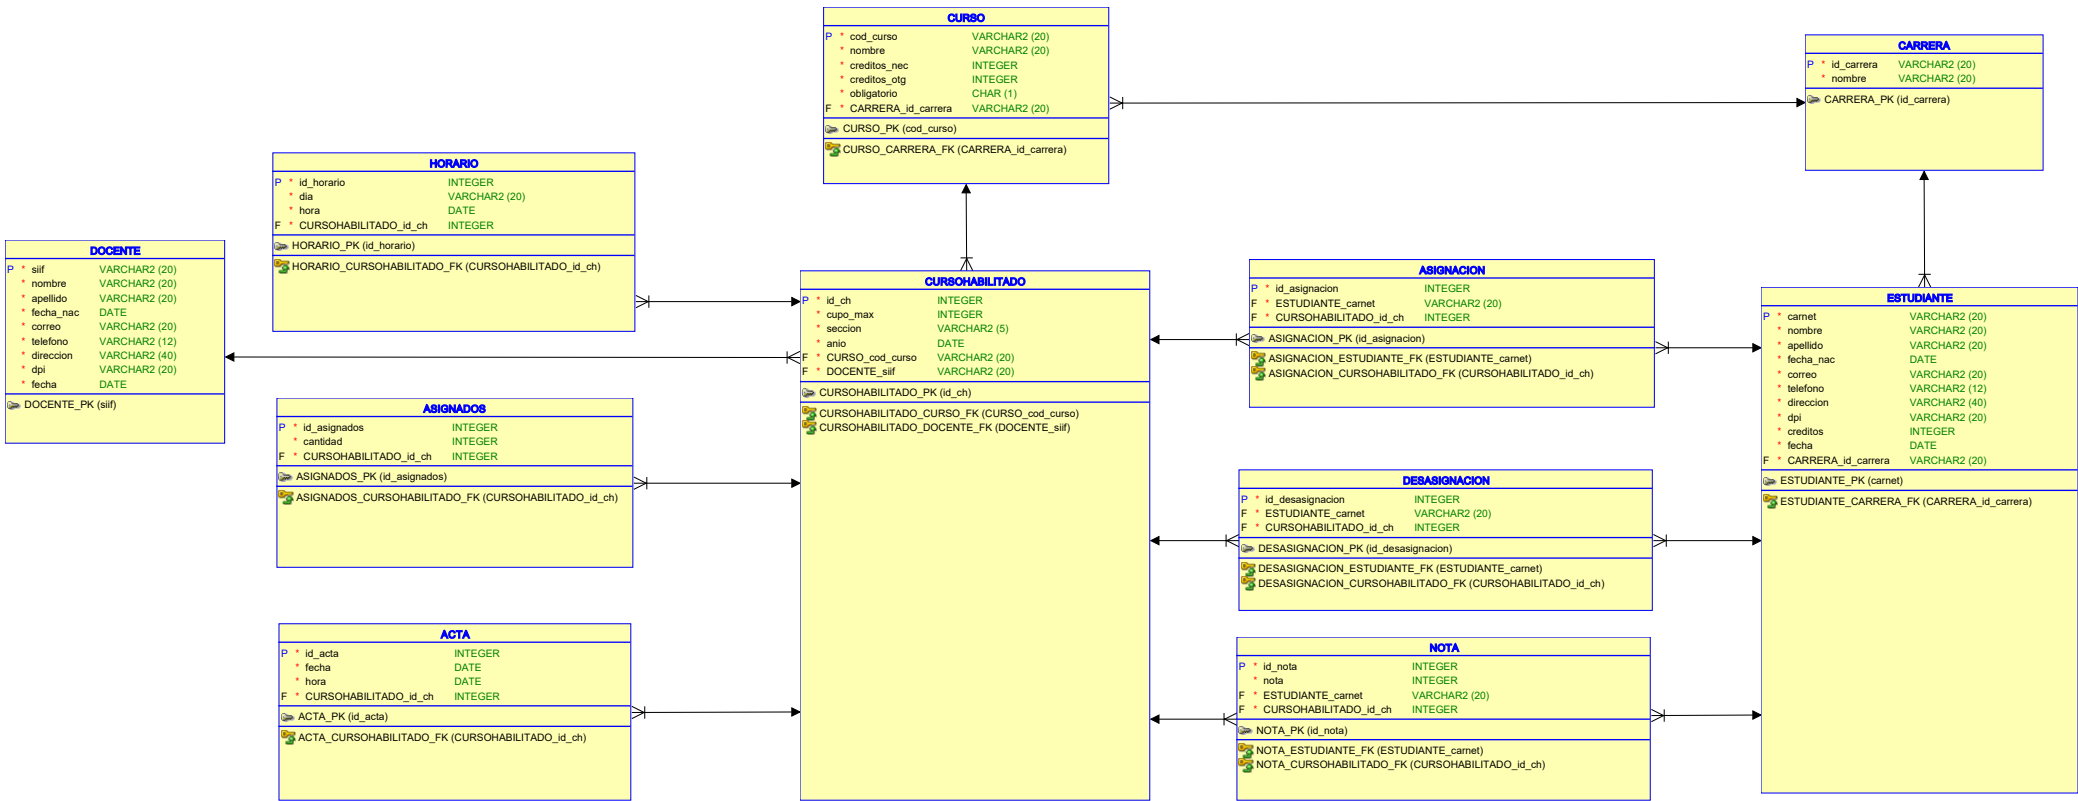 CURSO
P * cod_curso VARCHAR2 (20)
* nombre VARCHAR2 (20)
* creditos_nec INTEGER
* creditos_otg INTEGER
* obligatorio CHAR (1)
F * CARRERA_id_carrera VARCHAR2 (20)
CURSO_PK (cod_curso)
CURSO_CARRERA_FK (CARRERA_id_carrera)
CARRERA
P * id_carrera VARCHAR2 (20)
* nombre VARCHAR2 (20)
CARRERA_PK (id_carrera)
HORARIO
P * id_horario INTEGER
* dia VARCHAR2 (20)
* hora DATE
F * CURSOHABILITADO_id_ch INTEGER
HORARIO_PK (id_horario)
HORARIO_CURSOHABILITADO_FK (CURSOHABILITADO_id_ch)
DOCENTE
P * siif VARCHAR2 (20)
* nombre VARCHAR2 (20)
* apellido VARCHAR2 (20)
* fecha_nac DATE
* correo VARCHAR2 (20)
* telefono VARCHAR2 (12)
* direccion VARCHAR2 (40)
* dpi VARCHAR2 (20)
* fecha DATE
DOCENTE_PK (siif)
CURSOHABILITADO
P * id_ch INTEGER
* cupo_max INTEGER
* seccion VARCHAR2 (5)
* anio DATE
F * CURSO_cod_curso VARCHAR2 (20)
F * DOCENTE_siif VARCHAR2 (20)
CURSOHABILITADO_PK (id_ch)
CURSOHABILITADO_CURSO_FK (CURSO_cod_curso)
CURSOHABILITADO_DOCENTE_FK (DOCENTE_siif)
ASIGNACION
P * id_asignacion INTEGER
F * ESTUDIANTE_carnet VARCHAR2 (20)
F * CURSOHABILITADO_id_ch INTEGER
ASIGNACION_PK (id_asignacion)
ASIGNACION_ESTUDIANTE_FK (ESTUDIANTE_carnet)
ASIGNACION_CURSOHABILITADO_FK (CURSOHABILITADO_id_ch)
ESTUDIANTE
P * carnet VARCHAR2 (20)
* nombre VARCHAR2 (20)
* apellido VARCHAR2 (20)
* fecha_nac DATE
* correo VARCHAR2 (20)
* telefono VARCHAR2 (12)
* direccion VARCHAR2 (40)
* dpi VARCHAR2 (20)
* creditos INTEGER
* fecha DATE
F * CARRERA_id_carrera VARCHAR2 (20)
ESTUDIANTE_PK (carnet)
ESTUDIANTE_CARRERA_FK (CARRERA_id_carrera)
ASIGNADOS
P * id_asignados INTEGER
* cantidad INTEGER
F * CURSOHABILITADO_id_ch INTEGER
ASIGNADOS_PK (id_asignados)
ASIGNADOS_CURSOHABILITADO_FK (CURSOHABILITADO_id_ch)
DESASIGNACION
P * id_desasignacion INTEGER
F * ESTUDIANTE_carnet VARCHAR2 (20)
F * CURSOHABILITADO_id_ch INTEGER
DESASIGNACION_PK (id_desasignacion)
DESASIGNACION_ESTUDIANTE_FK (ESTUDIANTE_carnet)
DESASIGNACION_CURSOHABILITADO_FK (CURSOHABILITADO_id_ch)
ACTA
P * id_acta INTEGER
* fecha DATE
* hora DATE
F * CURSOHABILITADO_id_ch INTEGER
ACTA_PK (id_acta)
ACTA_CURSOHABILITADO_FK (CURSOHABILITADO_id_ch)
NOTA
P * id_nota INTEGER
* nota INTEGER
F * ESTUDIANTE_carnet VARCHAR2 (20)
F * CURSOHABILITADO_id_ch INTEGER
NOTA_PK (id_nota)
NOTA_ESTUDIANTE_FK (ESTUDIANTE_carnet)
NOTA_CURSOHABILITADO_FK (CURSOHABILITADO_id_ch)